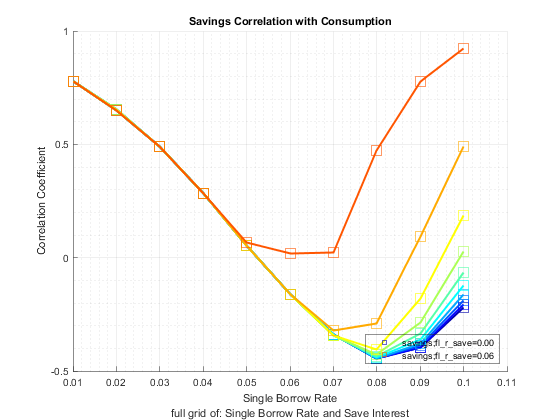 Savings Correlation with Consumption
1
0.5
0
-0.5
Correlation Coefficient
savings;fl_r_save=0.00
savings;fl_r_save=0.06
0.01 0.02 0.03 0.04 0.05 0.06 0.07 0.08 0.09 0.1 0.11
Single Borrow Rate
full grid of: Single Borrow Rate and Save Interest